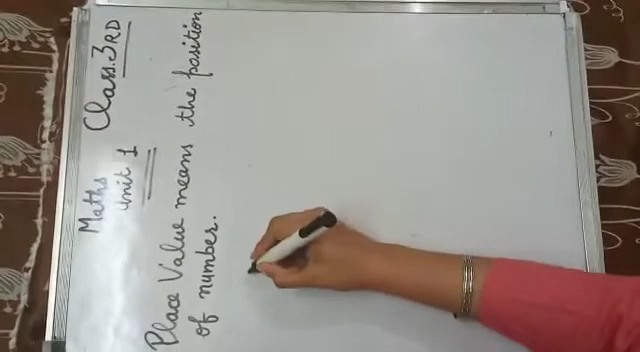 Maths Class.3RD
Unit 1
Place Value means the position
of number.